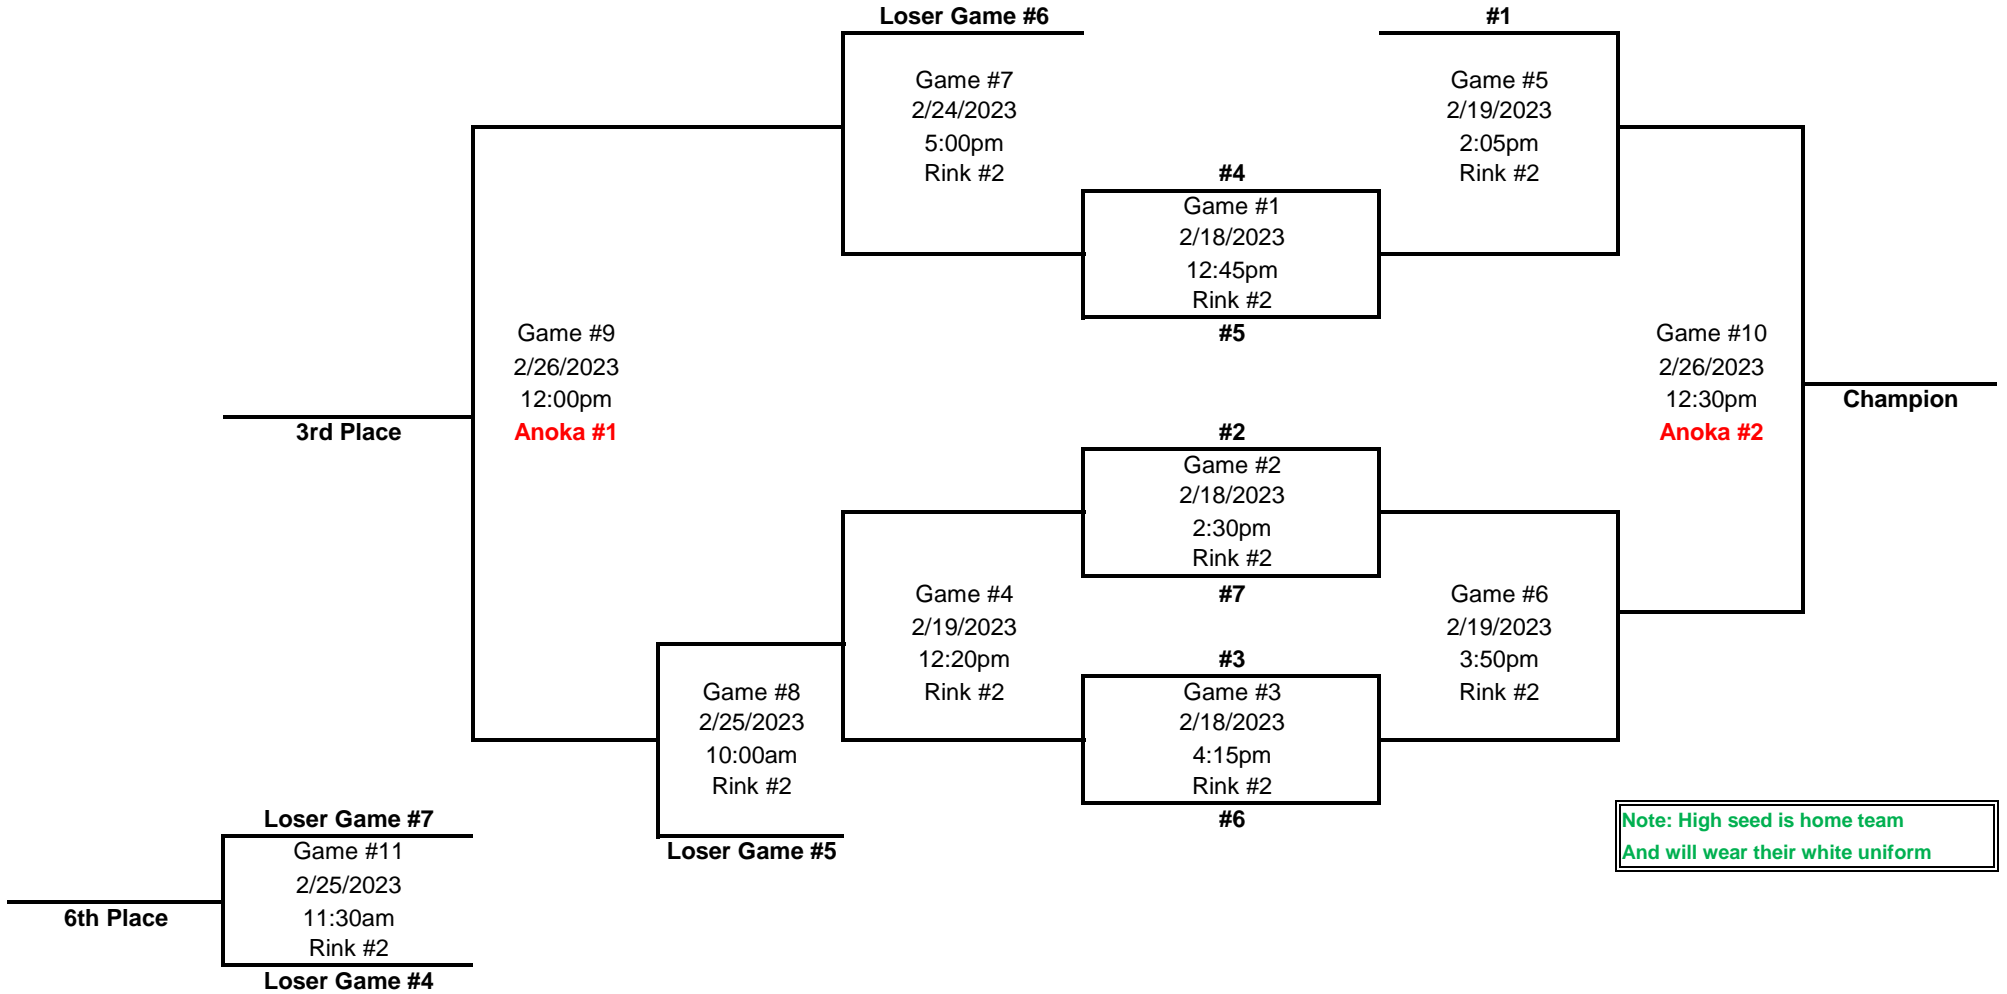 Loser Game #6
#1
Game #7
2/24/2023
5:00pm
Rink #2
Game #5
2/19/2023
2:05pm
Rink #2
#4
Game #1
2/18/2023
12:45pm
Rink #2
#5
Game #9
2/26/2023
12:00pm
Anoka #1
3rd Place
Game #10
2/26/2023
12:30pm
Anoka #2
Champion
#2
Game #2
2/18/2023
2:30pm
Rink #2
#7
Game #4
2/19/2023
12:20pm
Rink #2
Game #6
2/19/2023
3:50pm
Rink #2
#3
Game #3
2/18/2023
4:15pm
Rink #2
#6
Game #8
2/25/2023
10:00am
Rink #2
Loser Game #5
Loser Game #7
Game #11
2/25/2023
11:30am
Rink #2
Loser Game #4
6th Place
Note: High seed is home team
And will wear their white uniform